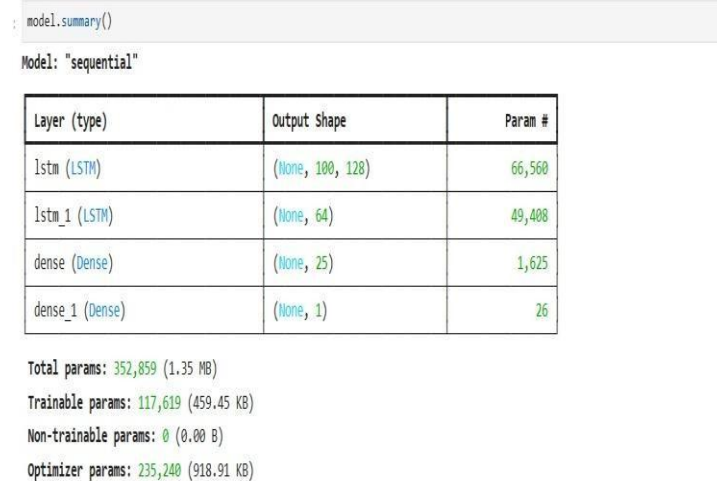 : model.summary()
Model: "sequential"
Layer (type) Output Shape Param #
lstm (LSTM) (None, 100, 128) 66,560
lstm_1 (LSTM) (None, 64) 49,408
dense (Dense) (None, 25) 1,625
dense_1 (Dense) (None, 1) 26
Total params: 352,859 (1.35 MB)
Trainable params: 117,619 (459.45 KB)
Non-trainable params: 0 (0.00 B)
Optimizer params: 235,240 (918.91 KB)